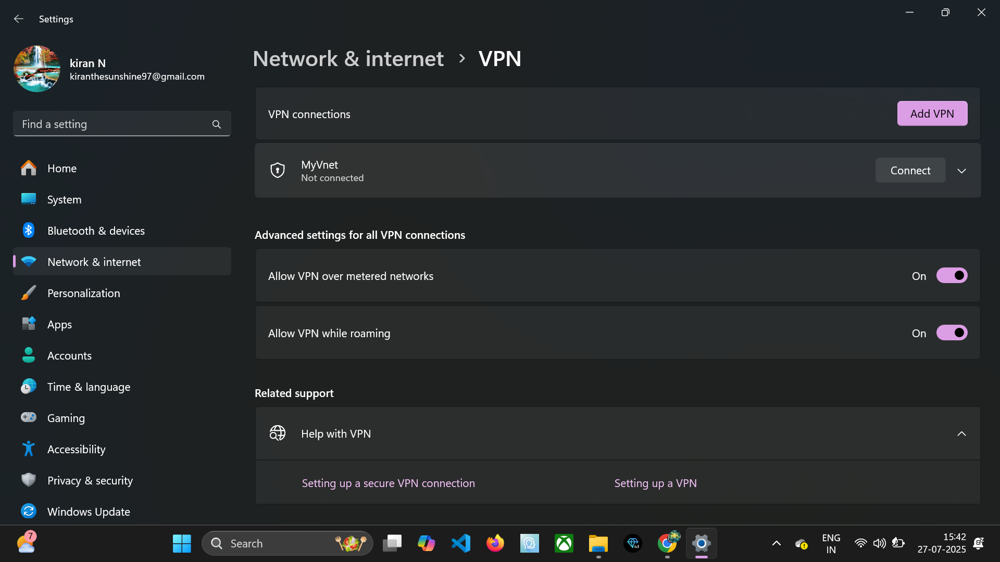 Settings
kiran N
kiranthesunshine97@gmail.com
Find a setting
Home
System
Bluetooth & devices
Network & internet
Personalization
Apps
Accounts
Time & language
Gaming
Accessibility
Privacy & security
Windows Update
Network & internet > VPN
VPN connections
Add VPN
MyVnet
Not connected
Connect
Advanced settings for all VPN connections
Allow VPN over metered networks
On
Allow VPN while roaming
On
Related support
Help with VPN
Setting up a secure VPN connection
Setting up a VPN
7
Search
ENG
IN
15:42
27-07-2025